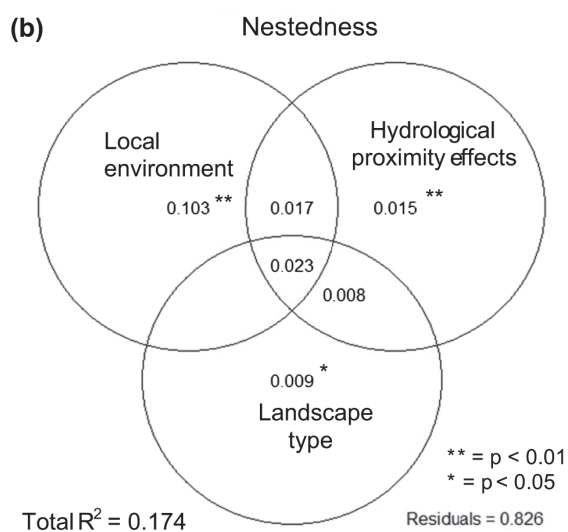 (b)
Nestedness
Local
environment
Hydrological
proximity effects
0.103 **
0.017
0.015 **
0.023
0.008
0.009 *
Landscape
type
** = p < 0.01
* = p < 0.05
Total R² = 0.174
Residuals = 0.826